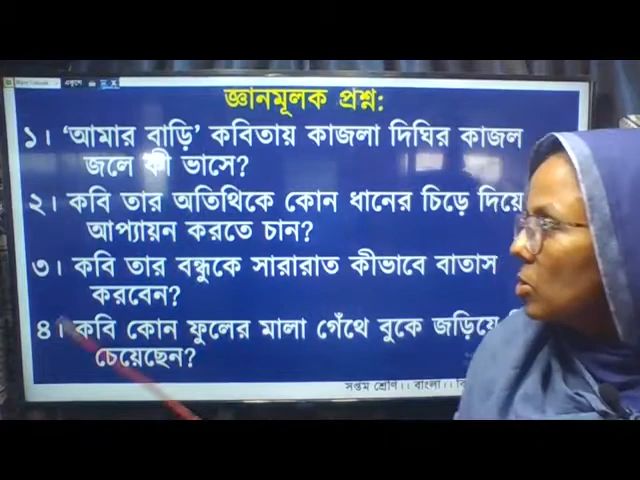 জ্ঞানমূলক প্রশ্ন:
১। ‘আমার বাড়ি’ কবিতায় কাজলা দিঘির কাজল
জলে কী ভাসে?
২। কবি তার অতিথিকে কোন ধানের চিড়ে দিয়ে
আপ্যায়ন করতে চান?
৩। কবি তার বন্ধুকে সারারাত কীভাবে বাতাস
করবেন?
৪। কবি কোন ফুলের মালা গেঁথে বুকে জড়িয়ে
চেয়েছেন?
সপ্তম শ্রেণি।। বাংলা।।